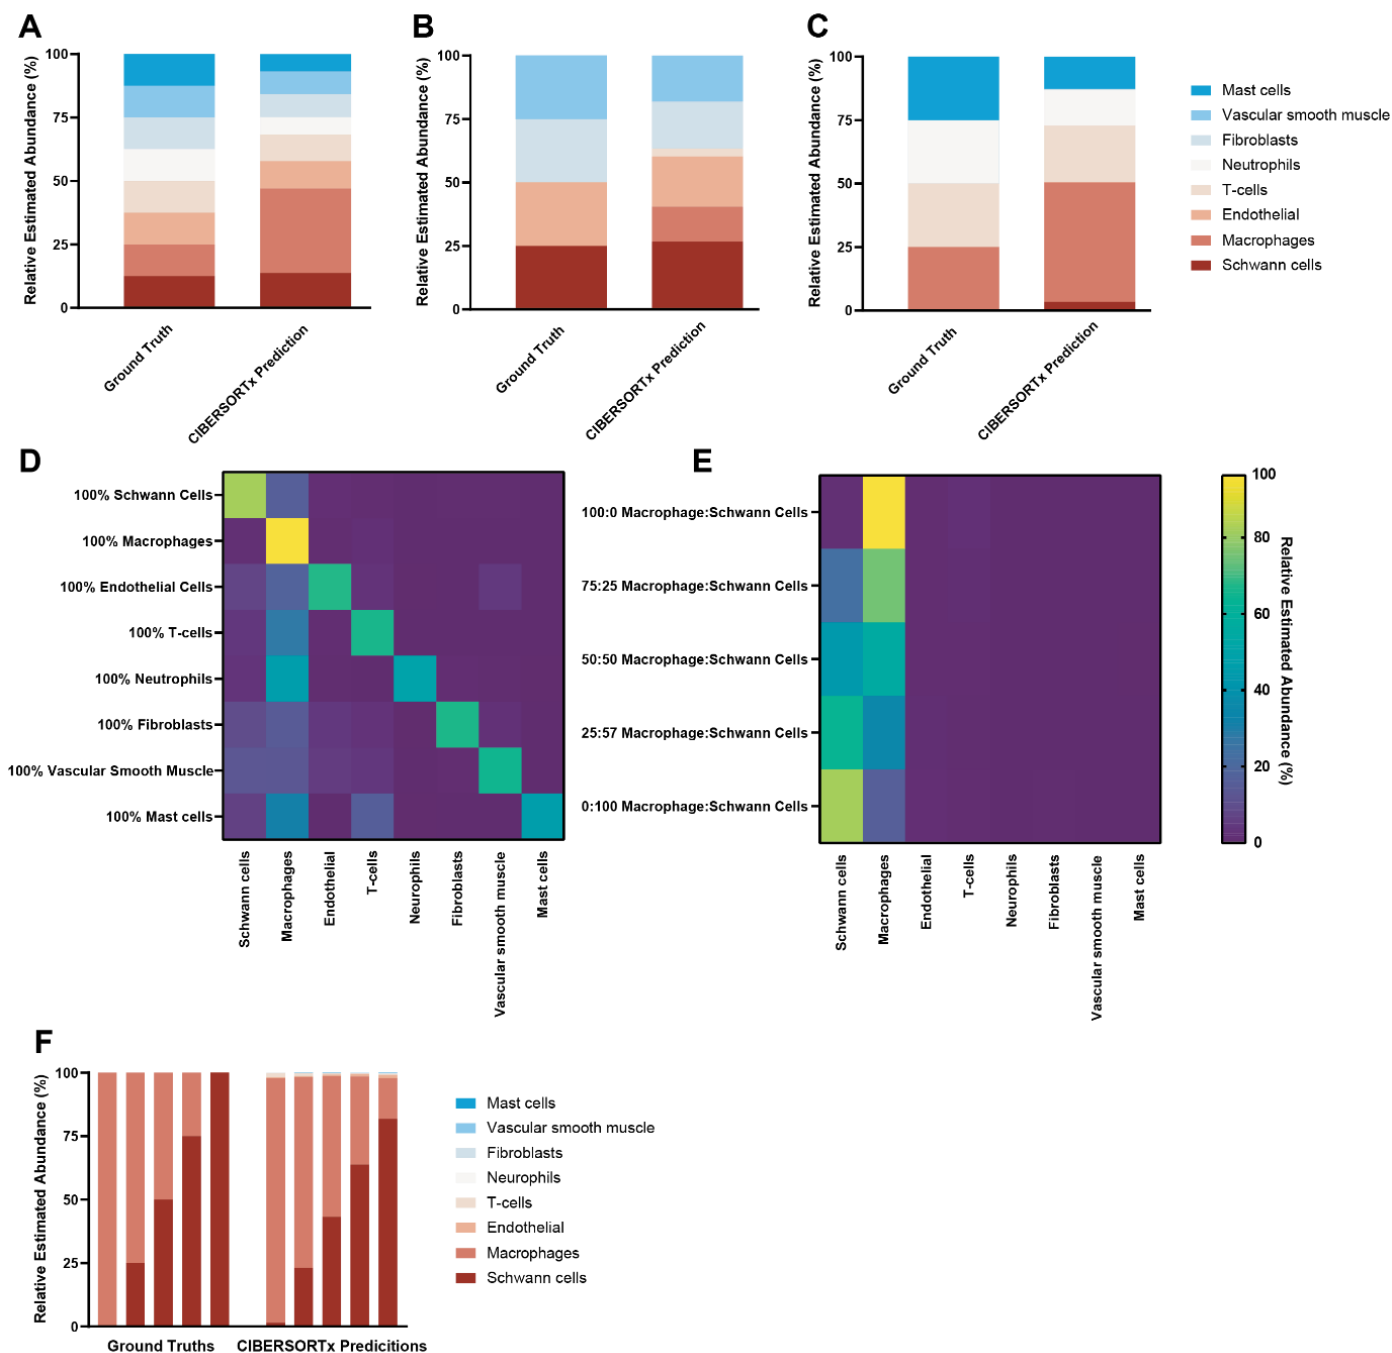 A
B
C
Relative Estimated Abundance (%)
100
75
50
25
0
Ground Truth
CIBERSORTx Prediction
Relative Estimated Abundance (%)
100
75
50
25
0
Ground Truth
CIBERSORTx Prediction
Relative Estimated Abundance (%)
100
75
50
25
0
Ground Truth
CIBERSORTx Prediction
Mast cells
Vascular smooth muscle
Fibroblasts
Neutrophils
T-cells
Endothelial
Macrophages
Schwann cells
D
100% Schwann Cells
100% Macrophages
100% Endothelial Cells
100% T-cells
100% Neutrophils
100% Fibroblasts
100% Vascular Smooth Muscle
100% Mast cells
Schwann cells
Macrophages
Endothelial
T-cells
Neurophils
Fibroblasts
Vascular smooth muscle
Mast cells
E
100:0 Macrophage:Schwann Cells
75:25 Macrophage:Schwann Cells
50:50 Macrophage:Schwann Cells
25:57 Macrophage:Schwann Cells
0:100 Macrophage:Schwann Cells
Schwann cells
Macrophages
Endothelial
T-cells
Neurophils
Fibroblasts
Vascular smooth muscle
Mast cells
100
80
60
40
20
0
Relative Estimated Abundance (%)
F
Relative Estimated Abundance (%)
100
75
50
25
0
Ground Truths
CIBERSORTx Predicitions
Mast cells
Vascular smooth muscle
Fibroblasts
Neurophils
T-cells
Endothelial
Macrophages
Schwann cells